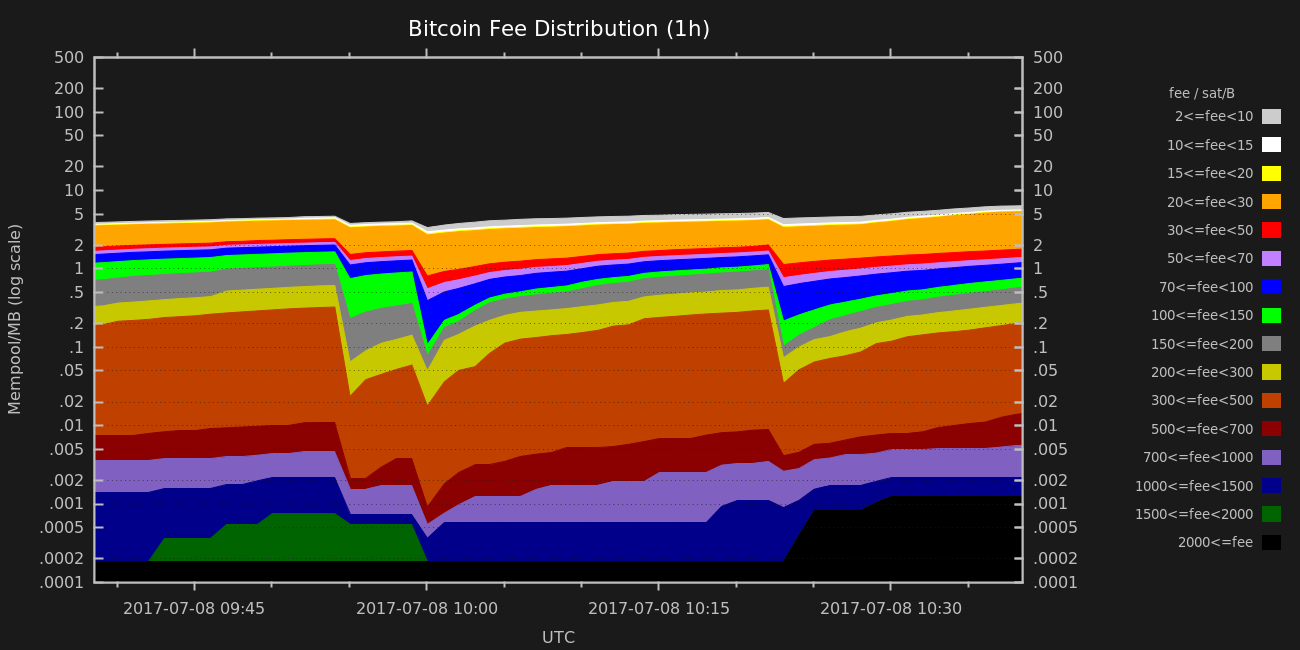 Bitcoin Fee Distribution (1h)
500
200
100
50
20
10
5
2
1
.5
.2
.1
.05
.02
.01
.005
.002
.001
.0005
.0002
.0001
Mempool/MB (log scale)
500
200
100
50
20
10
5
2
1
.5
.2
.1
.05
.02
.01
.005
.002
.001
.0005
.0002
.0001
2017-07-08 09:45
2017-07-08 10:00
2017-07-08 10:15
2017-07-08 10:30
UTC
fee / sat/B
2<=fee<10
10<=fee<15
15<=fee<20
20<=fee<30
30<=fee<50
50<=fee<70
70<=fee<100
100<=fee<150
150<=fee<200
200<=fee<300
300<=fee<500
500<=fee<700
700<=fee<1000
1000<=fee<1500
1500<=fee<2000
2000<=fee